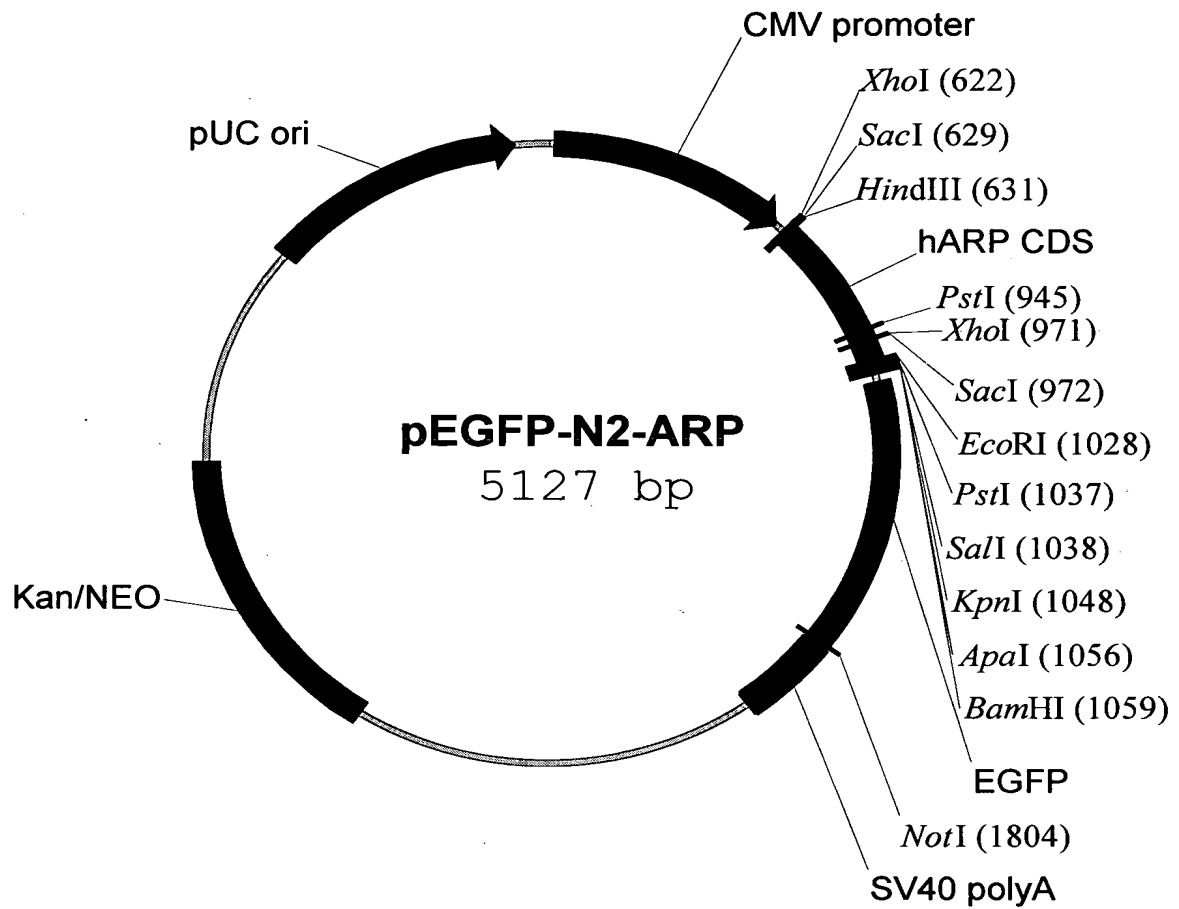 CMV promoter
XhoI (622)
pUC ori
SacI (629)
HindIII (631)
hARP CDS
PstI (945)
XhoI (971)
SacI (972)
pEGFP-N2-ARP
5127 bp
EcoRI (1028)
PstI (1037)
SalI (1038)
Kan/NEO
KpnI (1048)
ApaI (1056)
BamHI (1059)
EGFP
NotI (1804)
SV40 polyA